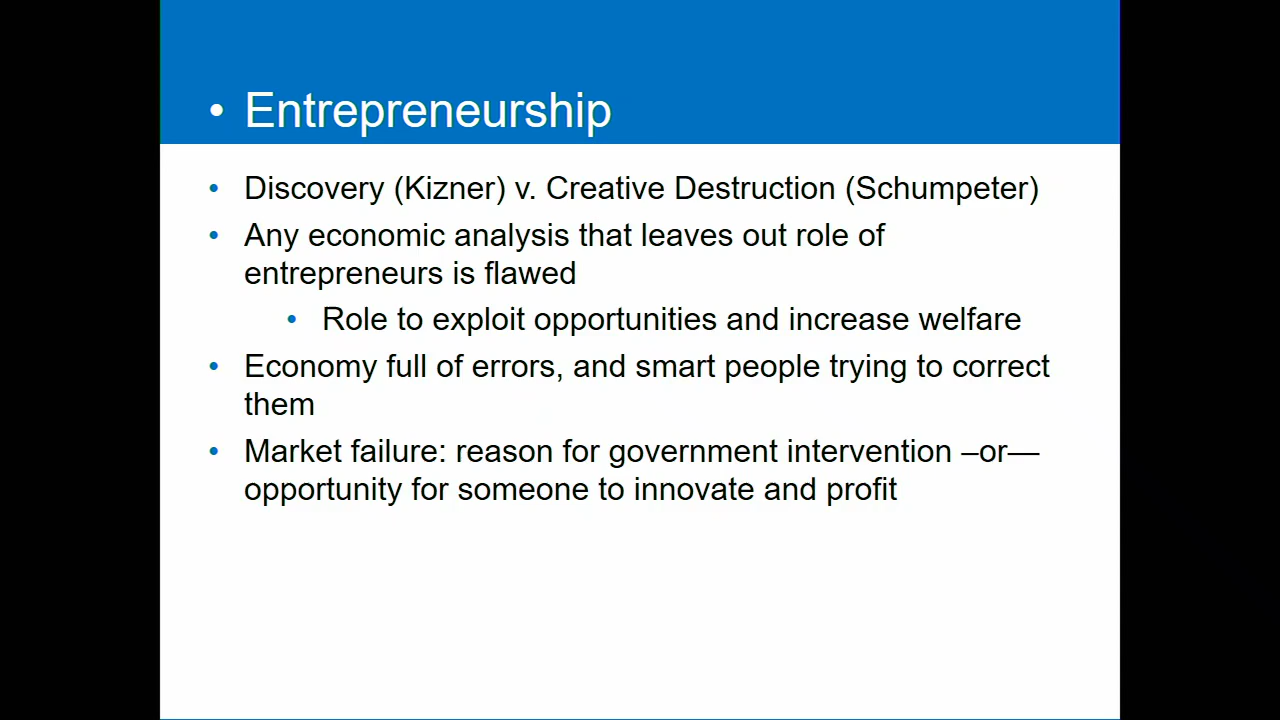 • Entrepreneurship
• Discovery (Kizner) v. Creative Destruction (Schumpeter)
• Any economic analysis that leaves out role of
entrepreneurs is flawed
• Role to exploit opportunities and increase welfare
• Economy full of errors, and smart people trying to correct
them
• Market failure: reason for government intervention –or—
opportunity for someone to innovate and profit